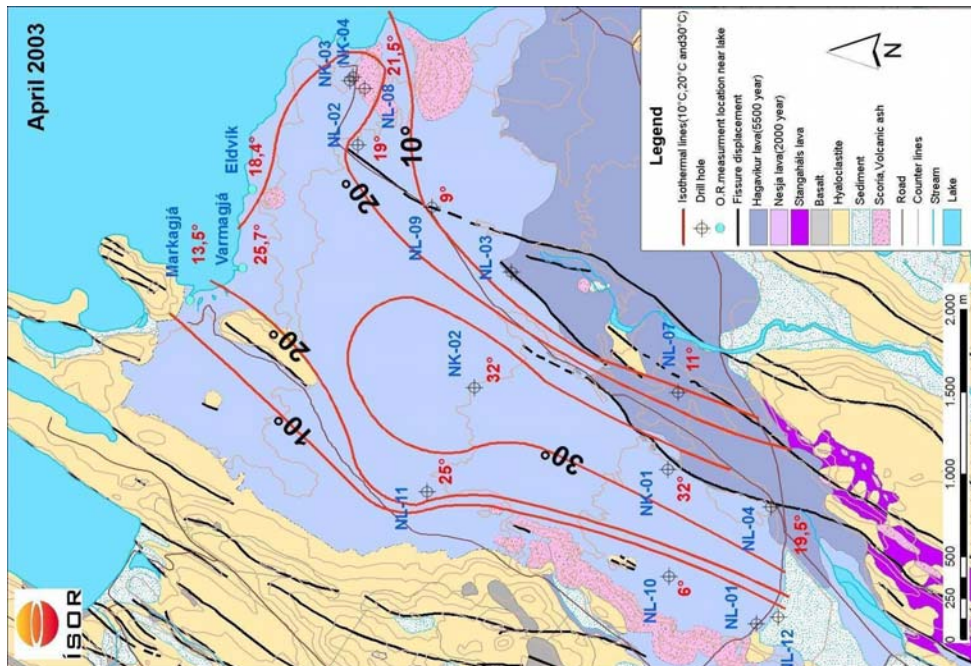 April 2003
Markagjá
13,5°
Varmagjá
25,7°
Eldvík
18,4°
NK-03
NK-04
NL-02
NL-08
21,5°
19°
10°
20°
9°
NL-09
NL-03
20°
10°
NK-02
32°
NL-07
11°
25°
NL-11
30°
NK-01
32°
NL-04
19,5°
NL-10
6°
NL-01
NL-12
ÍSOR
Legend
Isothermal lines(10°C,20°C and30°C)
Drill hole
O.R.measurment location near lake
Fissure displacement
Hagavíkur lava(5500 year)
Nesja lava(2000 year)
Stangaháls lava
Basalt
Hyaloclastite
Sediment
Scoria,Volcanic ash
Road
Counter lines
Stream
Lake
N
0 250 500 1.000 1.500 2.000
m